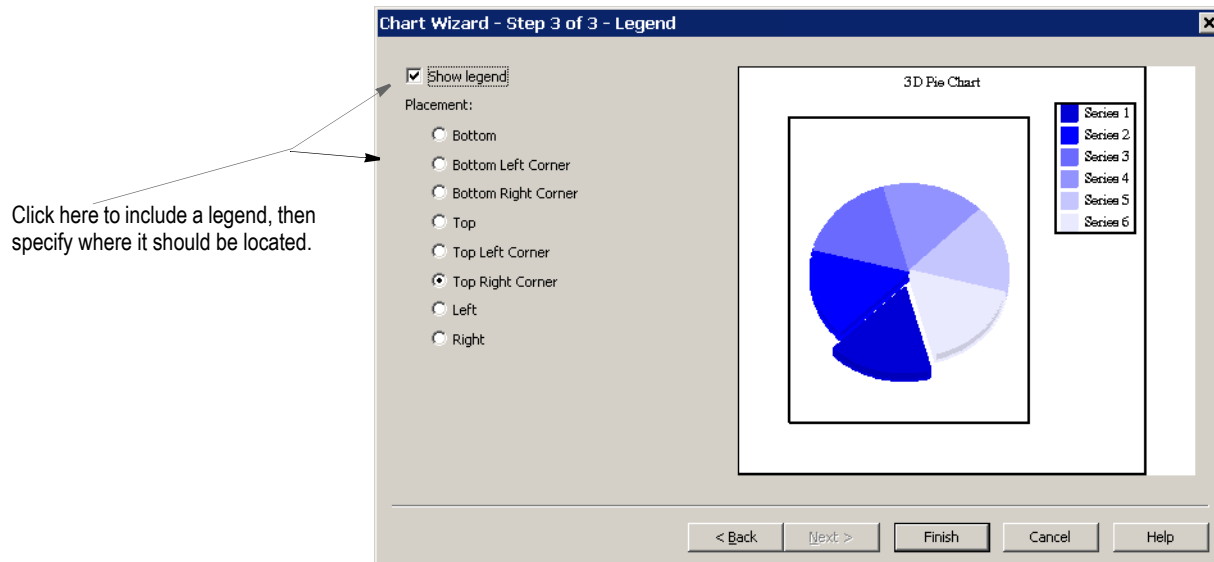 Chart Wizard - Step 3 of 3 - Legend
Show legend
Placement:
Bottom
Bottom Left Corner
Bottom Right Corner
Top
Top Left Corner
Top Right Corner
Left
Right
Click here to include a legend, then
specify where it should be located.
3D Pie Chart
Series 1
Series 2
Series 3
Series 4
Series 5
Series 6
< Back
Next >
Finish
Cancel
Help